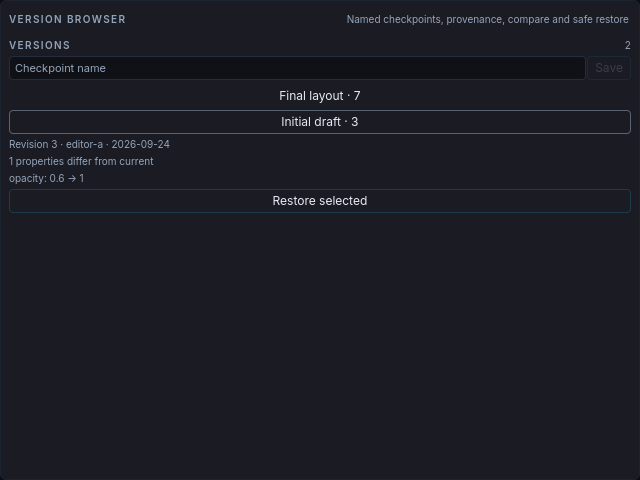 VERSION BROWSER
Named checkpoints, provenance, compare and safe restore
VERSIONS
2
Checkpoint name
Save
Final layout · 7
Initial draft · 3
Revision 3 · editor-a · 2026-09-24
1 properties differ from current
opacity: 0.6 → 1
Restore selected